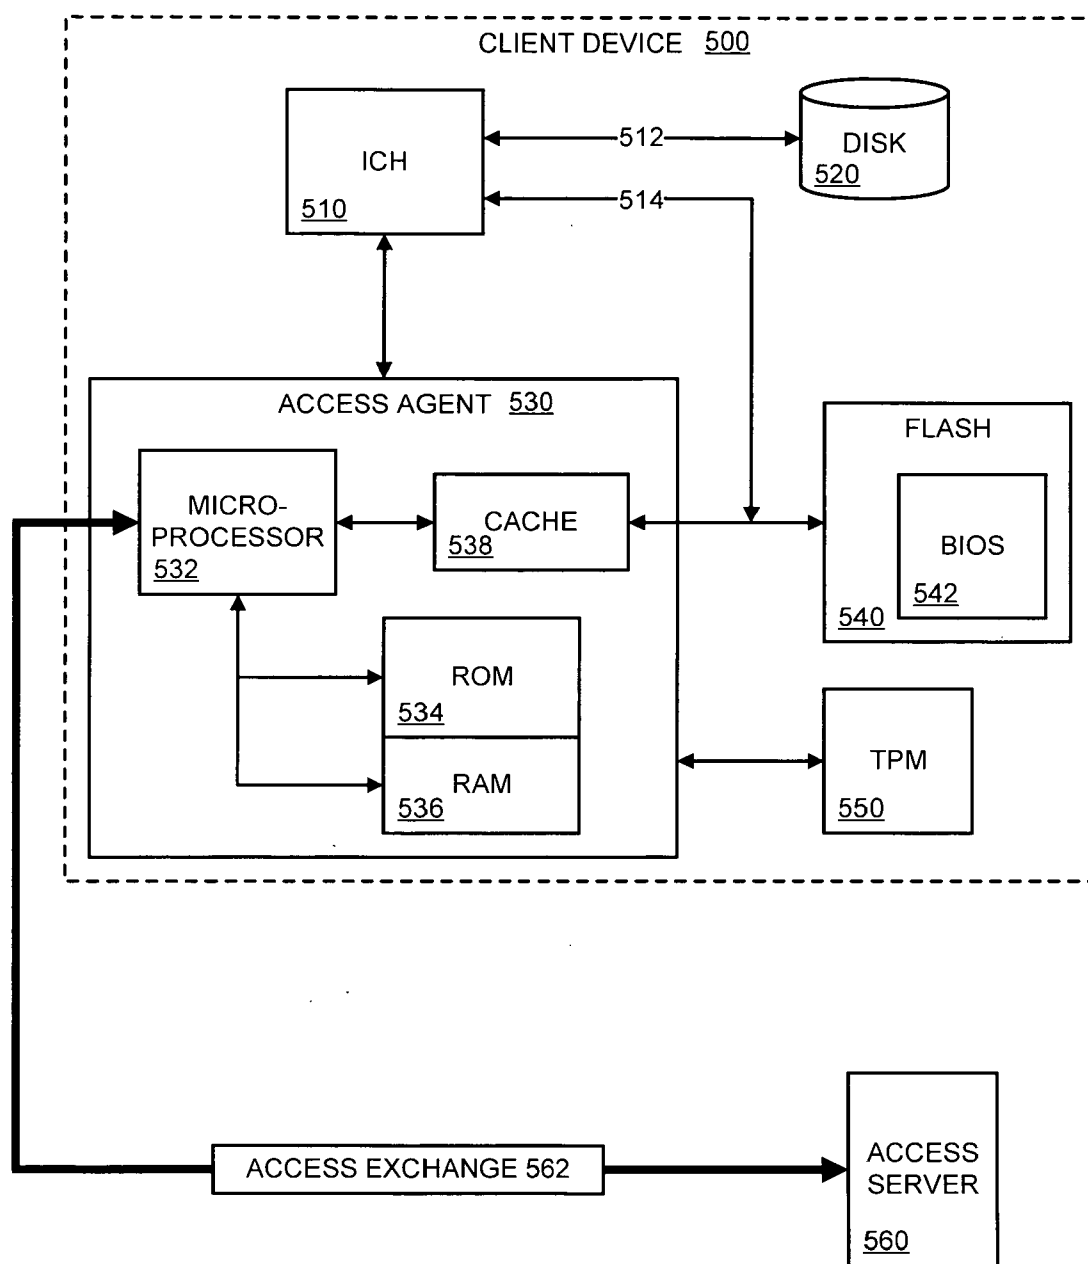 CLIENT DEVICE 500
ICH
510
512
514
DISK
520
ACCESS AGENT 530
MICRO-
PROCESSOR
532
CACHE
538
FLASH
BIOS
542
540
ROM
534
RAM
536
TPM
550
ACCESS EXCHANGE 562
ACCESS
SERVER
560